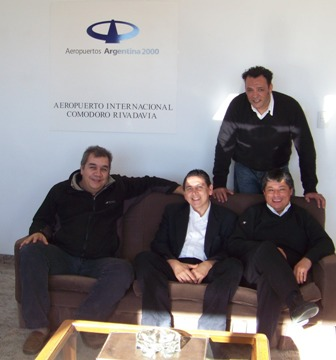 Aeropuertos Argentina 2000
AEROPUERTO INTERNACIONAL
COMODORO RIVADAVIA